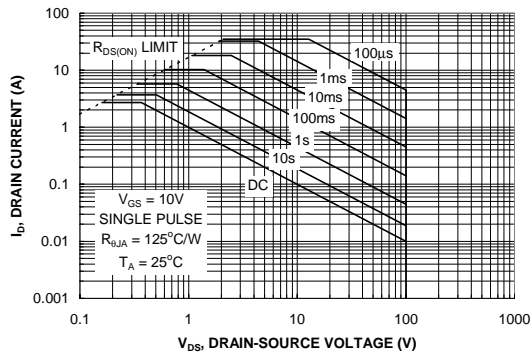 100
R_DS(ON) LIMIT
100µs
10
1ms
10ms
1
100ms
1s
10s
0.1
DC
V_GS = 10V
SINGLE PULSE
R_θJA = 125°C/W
T_A = 25°C
0.01
0.001
0.1
1
10
100
1000
I_D, DRAIN CURRENT (A)
V_DS, DRAIN-SOURCE VOLTAGE (V)